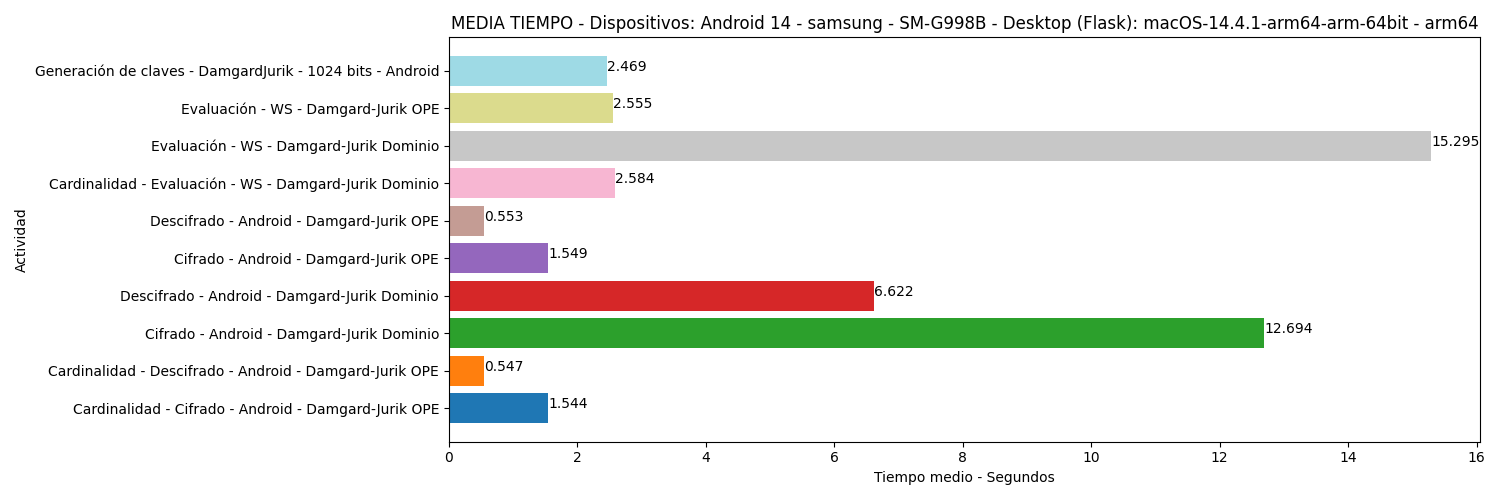 MEDIA TIEMPO - Dispositivos: Android 14 - samsung - SM-G998B - Desktop (Flask): macOS-14.4.1-arm64-arm-64bit - arm64
Generación de claves - DamgardJurik - 1024 bits - Android 2.469
Evaluación - WS - Damgard-Jurik OPE 2.555
Evaluación - WS - Damgard-Jurik Dominio 15.295
Cardinalidad - Evaluación - WS - Damgard-Jurik Dominio 2.584
Descifrado - Android - Damgard-Jurik OPE 0.553
Cifrado - Android - Damgard-Jurik OPE 1.549
Descifrado - Android - Damgard-Jurik Dominio 6.622
Cifrado - Android - Damgard-Jurik Dominio 12.694
Cardinalidad - Descifrado - Android - Damgard-Jurik OPE 0.547
Cardinalidad - Cifrado - Android - Damgard-Jurik OPE 1.544
Actividad
0 2 4 6 8 10 12 14 16
Tiempo medio - Segundos